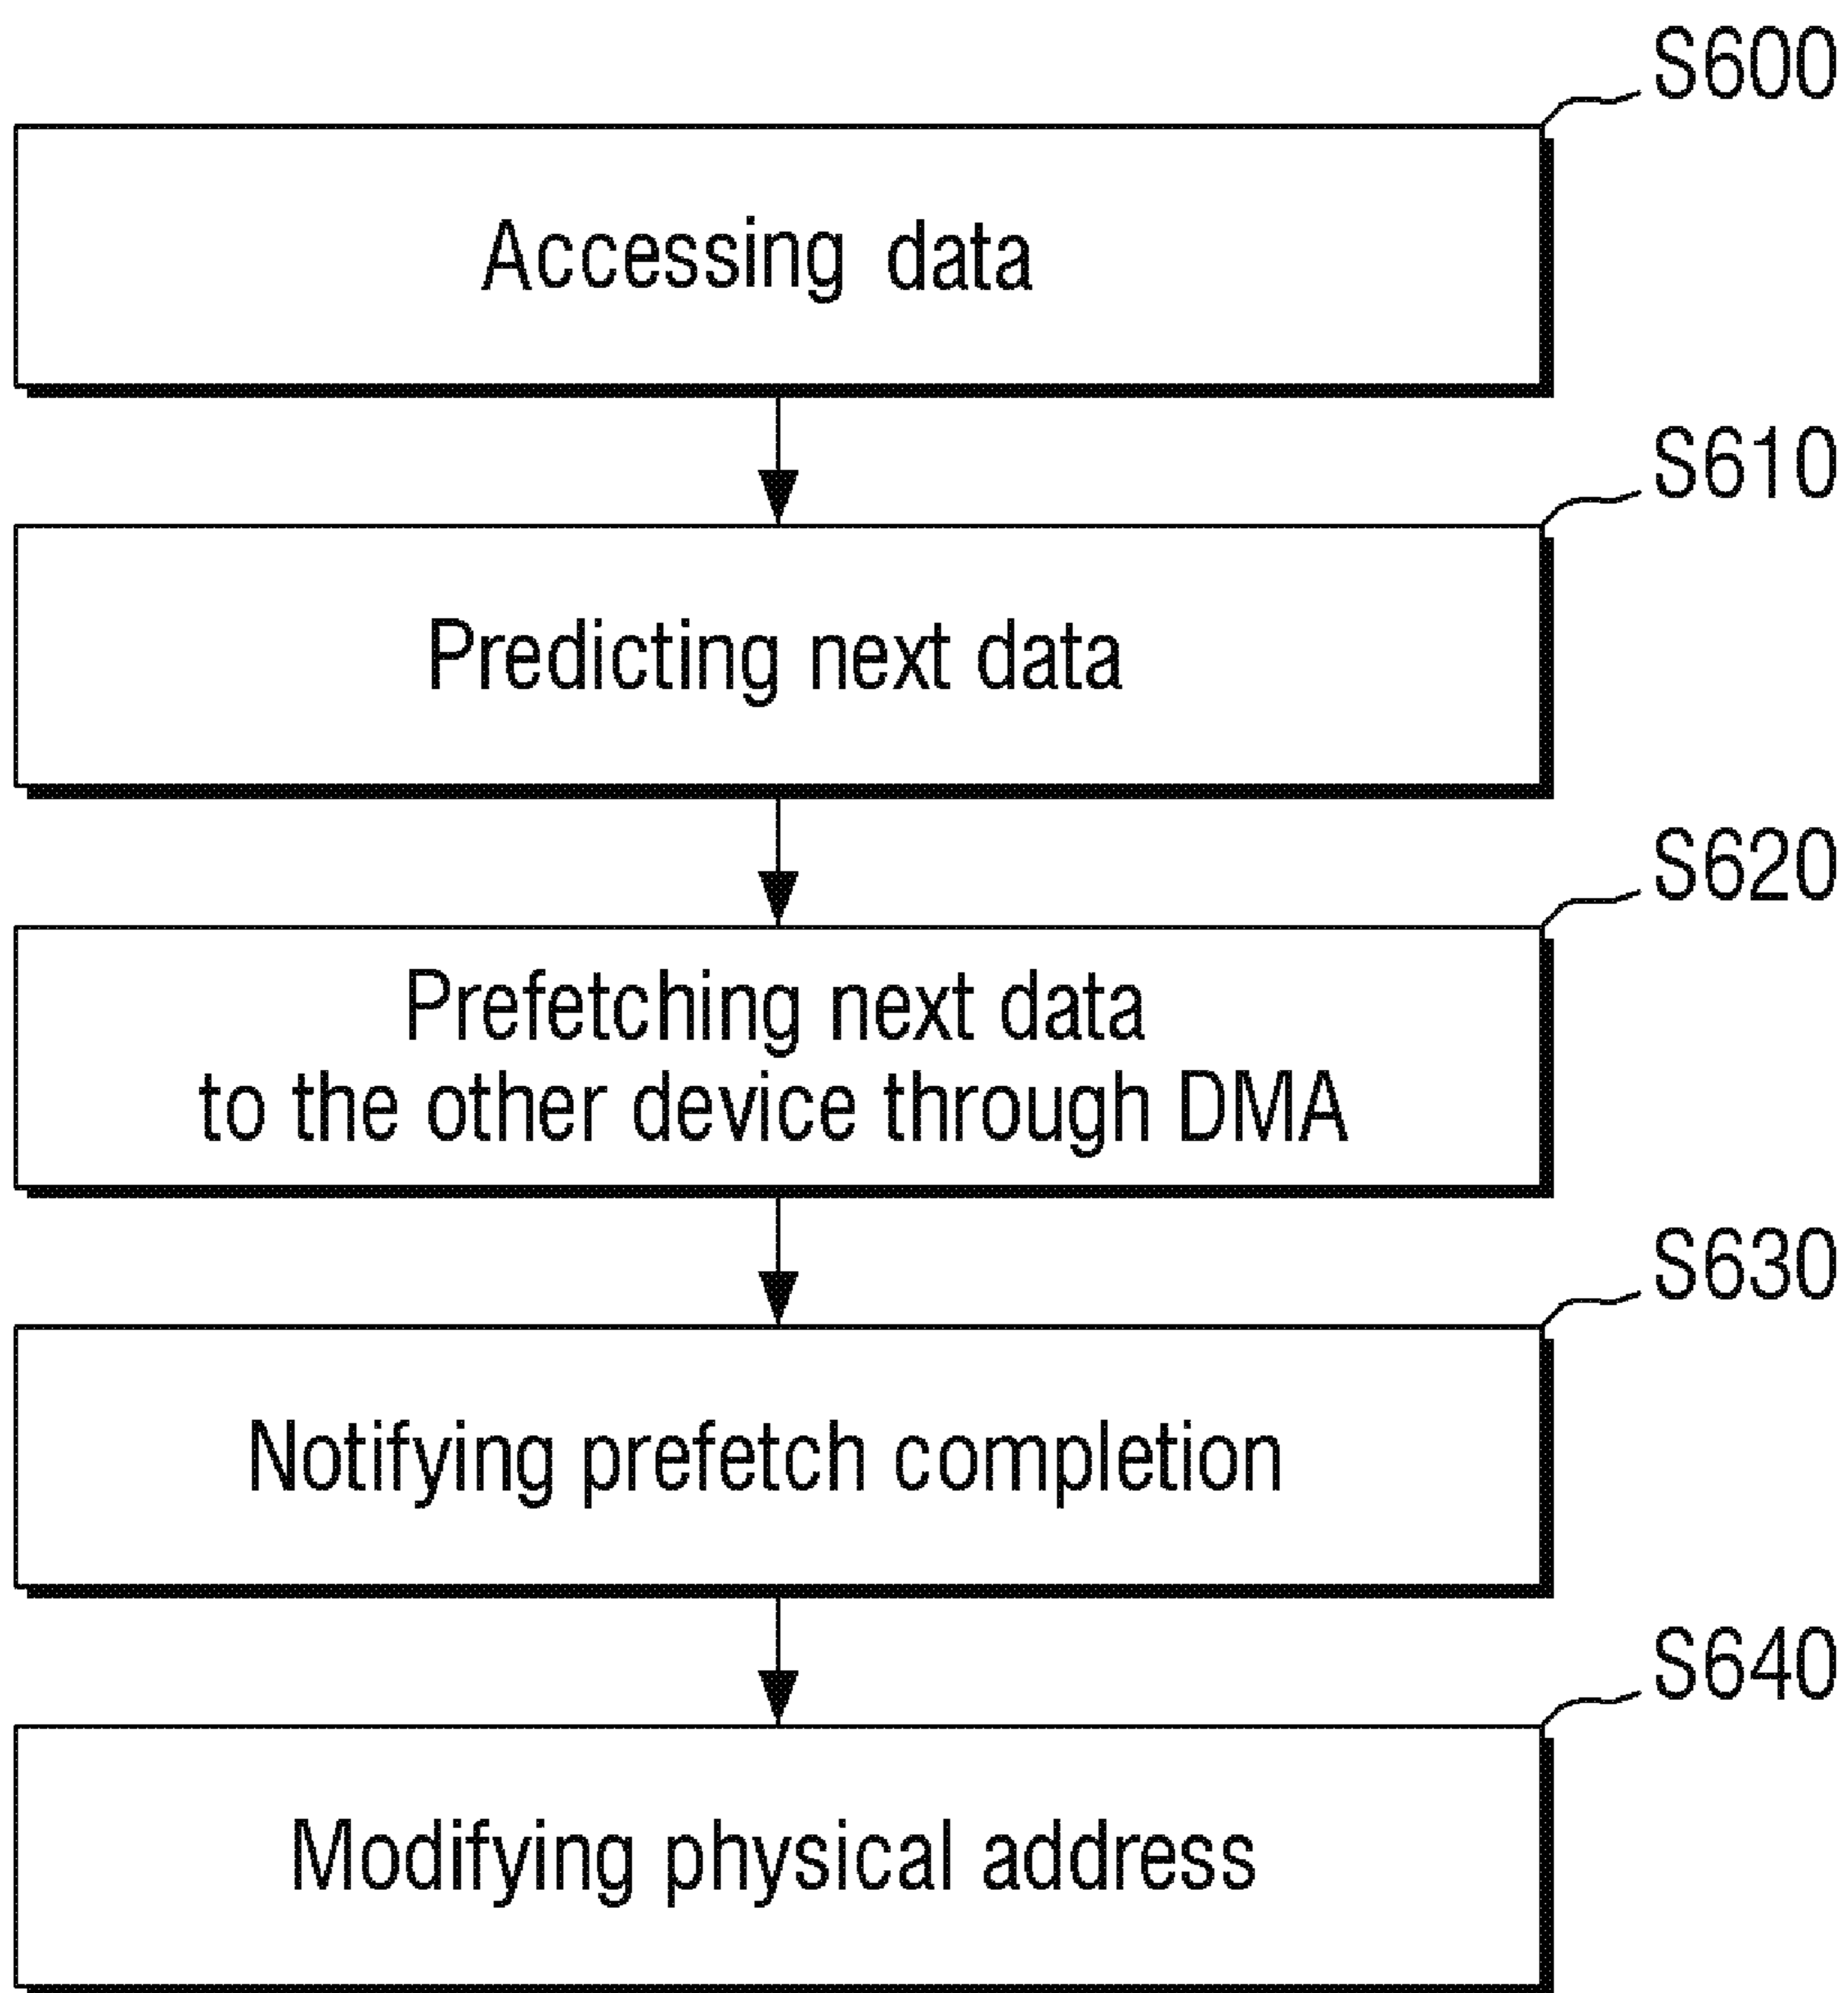 S600
Accessing data
S610
Predicting next data
S620
Prefetching next data
to the other device through DMA
S630
Notifying prefetch completion
S640
Modifying physical address